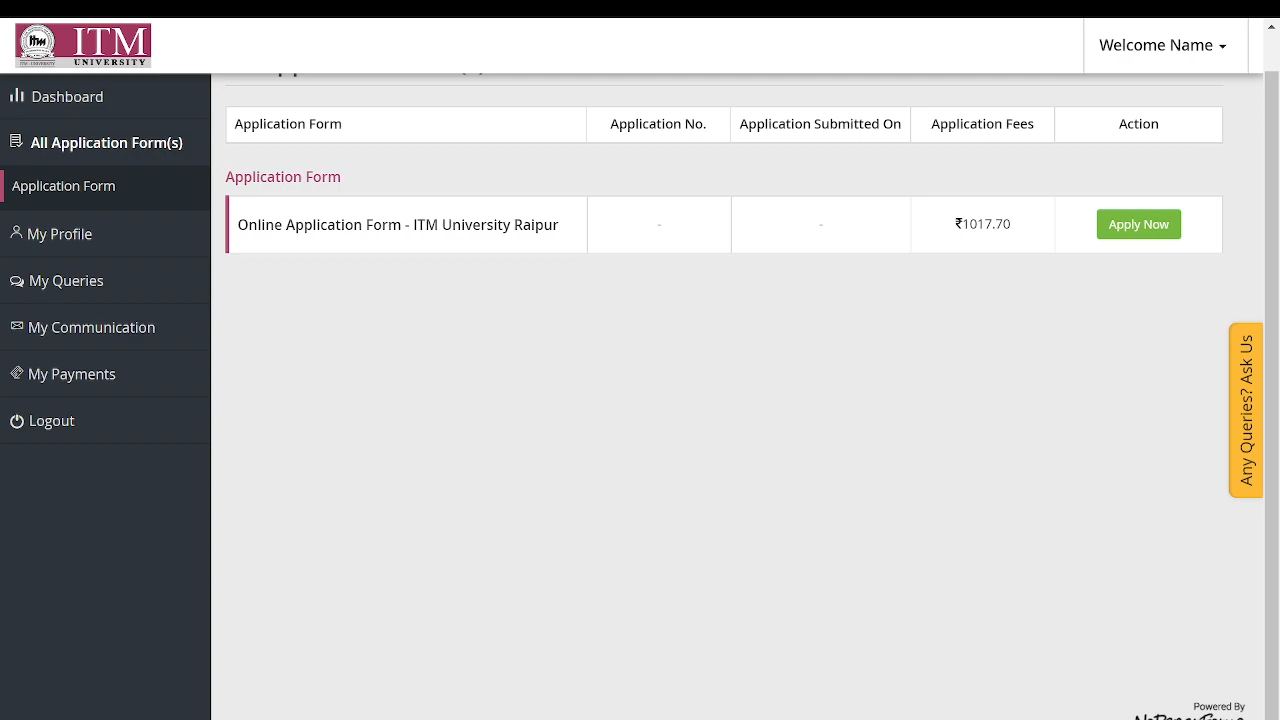 ITM
UNIVERSITY
Welcome Name
Dashboard
All Application Form(s)
Application Form
My Profile
My Queries
My Communication
My Payments
Logout
Application Form Application No. Application Submitted On Application Fees Action
Application Form
Online Application Form - ITM University Raipur - - ₹1017.70 Apply Now
Any Queries? Ask Us
Powered By